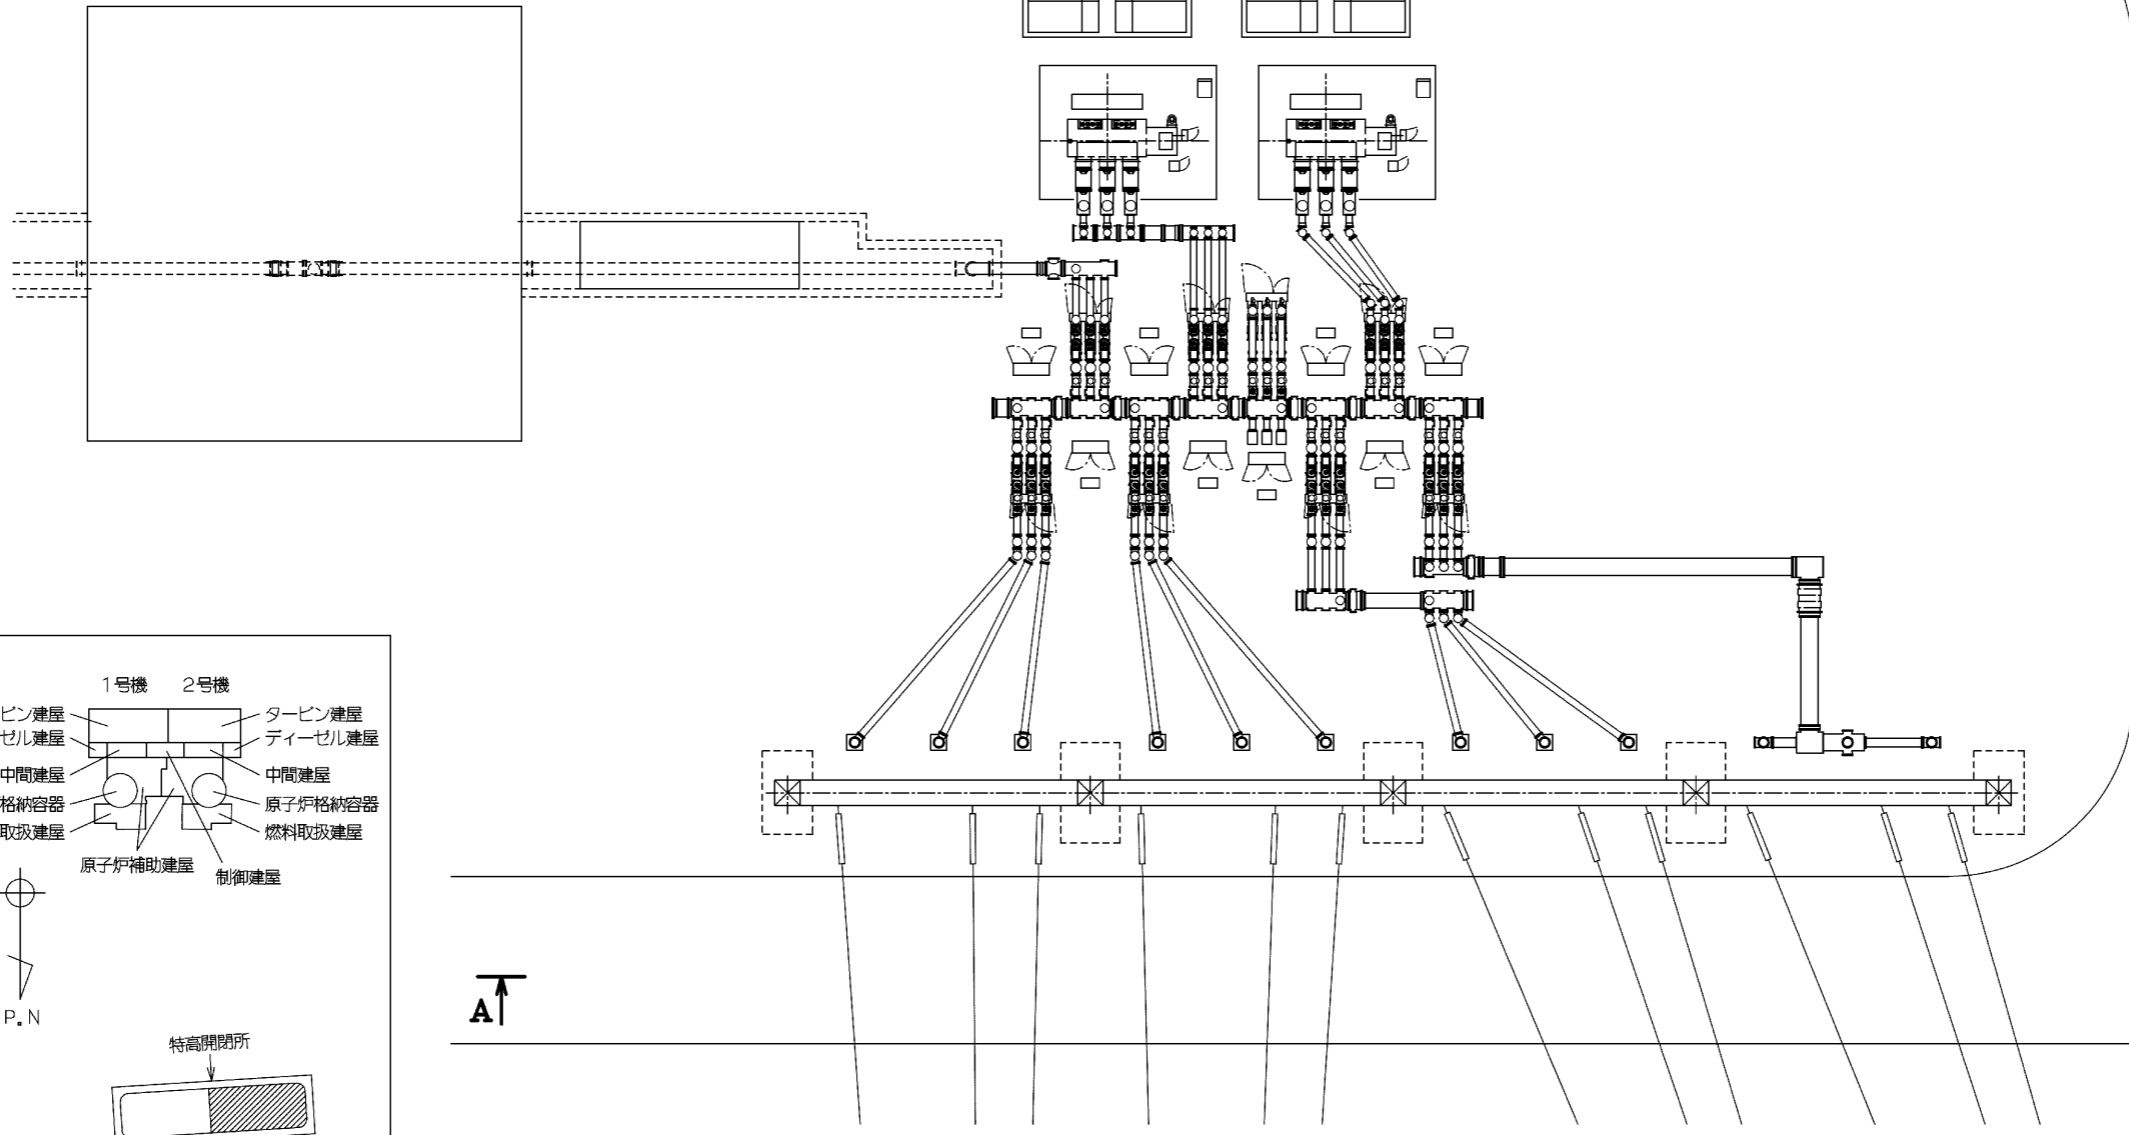 1号機 2号機
ビン建屋 タービン建屋
ゼル建屋 ディーゼル建屋
中間建屋 中間建屋
格納容器 原子炉格納容器
取扱建屋 燃料取扱建屋
原子炉補助建屋
制御建屋
P.N
A
特高開閉所